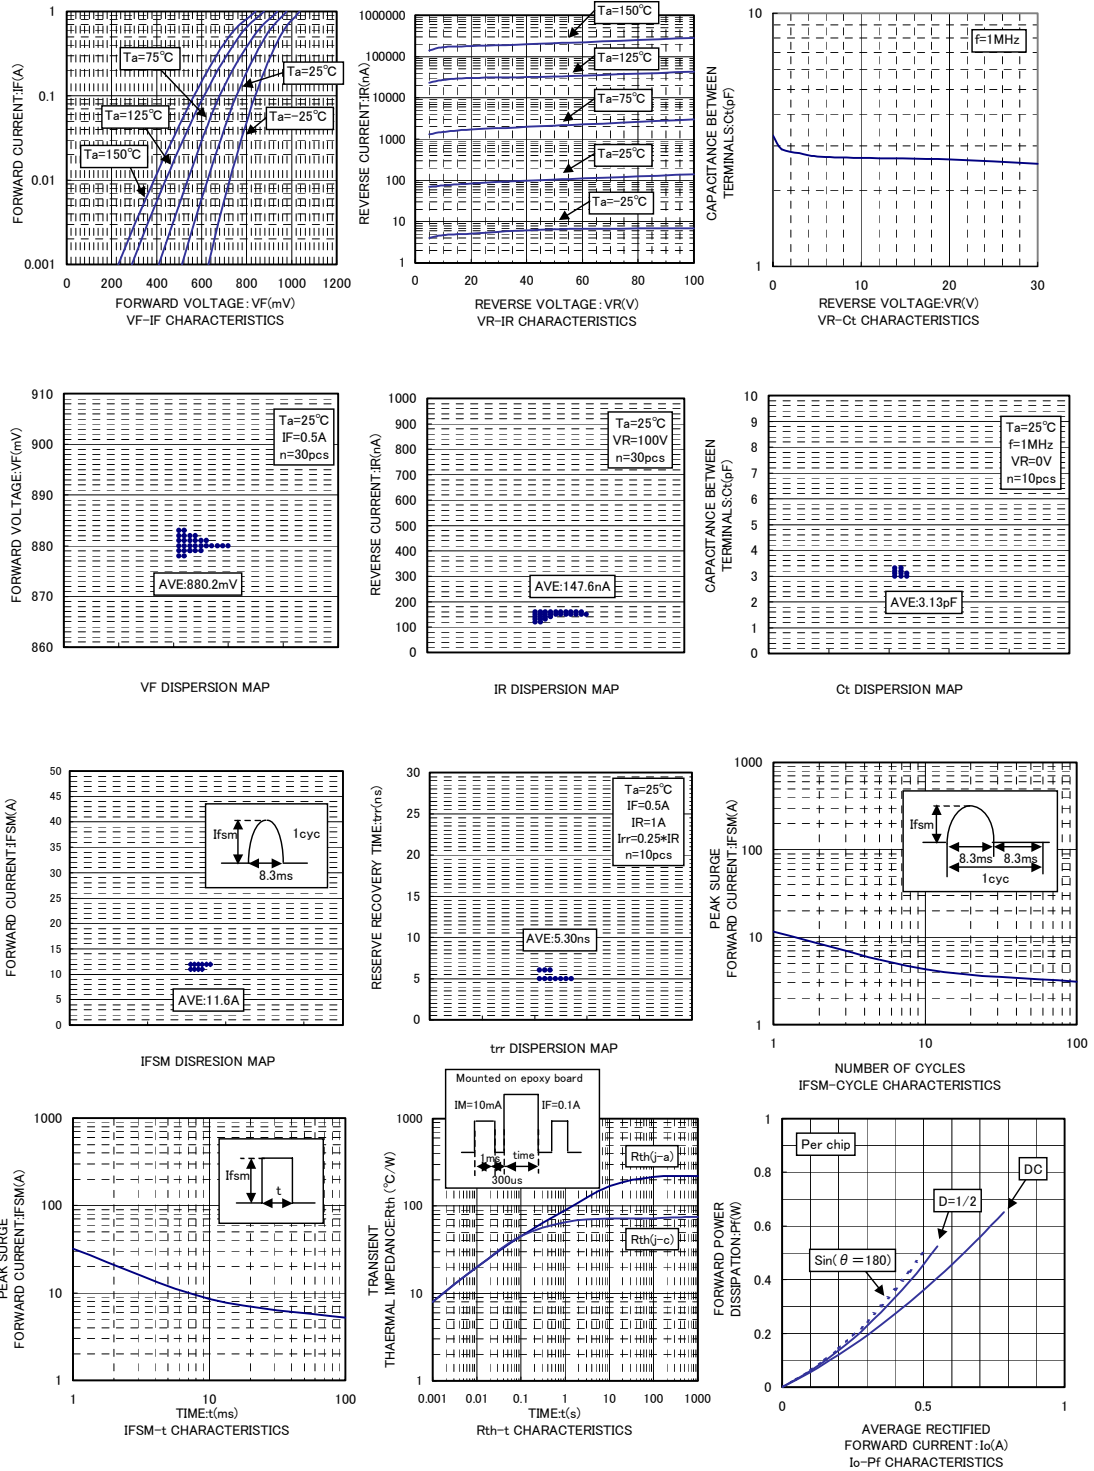 FORWARD CURRENT:IF(A)
1
0.1
0.01
0.001
Ta=75℃
Ta=25℃
Ta=125℃
Ta=-25℃
Ta=150℃
0 200 400 600 800 1000 1200
FORWARD VOLTAGE:VF(mV)
VF-IF CHARACTERISTICS
REVERSE CURRENT:IR(nA)
1000000
100000
10000
1000
100
10
1
Ta=150℃
Ta=125℃
Ta=75℃
Ta=25℃
Ta=-25℃
0 20 40 60 80 100
REVERSE VOLTAGE:VR(V)
VR-IR CHARACTERISTICS
CAPACITANCE BETWEEN
TERMINALS:Ct(pF)
10
1
f=1MHz
0 10 20 30
REVERSE VOLTAGE:VR(V)
VR-Ct CHARACTERISTICS
FORWARD VOLTAGE:VF(mV)
910
900
890
880
870
860
Ta=25℃
IF=0.5A
n=30pcs
AVE:880.2mV
VF DISPERSION MAP
REVERSE CURRENT:IR(nA)
1000
900
800
700
600
500
400
300
200
100
0
Ta=25℃
VR=100V
n=30pcs
AVE:147.6nA
IR DISPERSION MAP
CAPACITANCE BETWEEN
TERMINALS:Ct(pF)
10
9
8
7
6
5
4
3
2
1
0
Ta=25℃
f=1MHz
VR=0V
n=10pcs
AVE:3.13pF
Ct DISPERSION MAP
FORWARD CURRENT:IFSM(A)
50
45
40
35
30
25
20
15
10
5
0
Ifsm
1cyc
8.3ms
AVE:11.6A
IFSM DISRESION MAP
RESERVE RECOVERY TIME:trr(ns)
30
25
20
15
10
5
0
Ta=25℃
IF=0.5A
IR=1A
Irr=0.25*IR
n=10pcs
AVE:5.30ns
trr DISPERSION MAP
PEAK SURGE
FORWARD CURRENT:IFSM(A)
1000
100
10
1
Ifsm
8.3ms 8.3ms
1cyc
1 10 100
NUMBER OF CYCLES
IFSM-CYCLE CHARACTERISTICS
PEAK SURGE
FORWARD CURRENT:IFSM(A)
1000
100
10
1
Ifsm
t
1 10 100
TIME:t(ms)
IFSM-t CHARACTERISTICS
TRANSIENT
THAERMAL IMPEDANCE:Rth (℃/W)
1000
100
10
1
Mounted on epoxy board
IM=10mA IF=0.1A
1ms time
300us
Rth(j-a)
Rth(j-c)
0.001 0.01 0.1 1 10 100 1000
TIME:t(s)
Rth-t CHARACTERISTICS
FORWARD POWER
DISSIPATION:Pf(W)
1
0.8
0.6
0.4
0.2
0
Per chip
DC
D=1/2
Sin(θ=180)
0 0.5 1
AVERAGE RECTIFIED
FORWARD CURRENT:Io(A)
Io-Pf CHARACTERISTICS